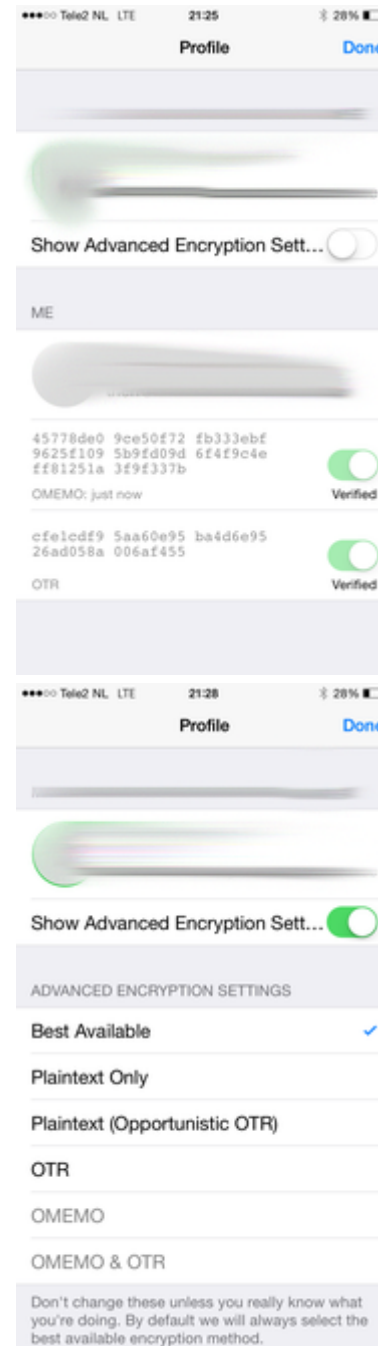 Tele2 NL LTE 21:25 28%
Profile Done
Show Advanced Encryption Sett...
ME
45778de0 9ce50f72 fb333ebf
9625f109 5b9fd09d 6f4f9c4e
ff81251a 3f9f337b
OMEMO: just now Verified
cfe1cdf9 5aa60e95 ba4d6e95
26ad058a 006af455
OTR Verified
Tele2 NL LTE 21:28 28%
Profile Done
Show Advanced Encryption Sett...
ADVANCED ENCRYPTION SETTINGS
Best Available
Plaintext Only
Plaintext (Opportunistic OTR)
OTR
OMEMO
OMEMO & OTR
Don't change these unless you really know what
you're doing. By default we will always select the
best available encryption method.